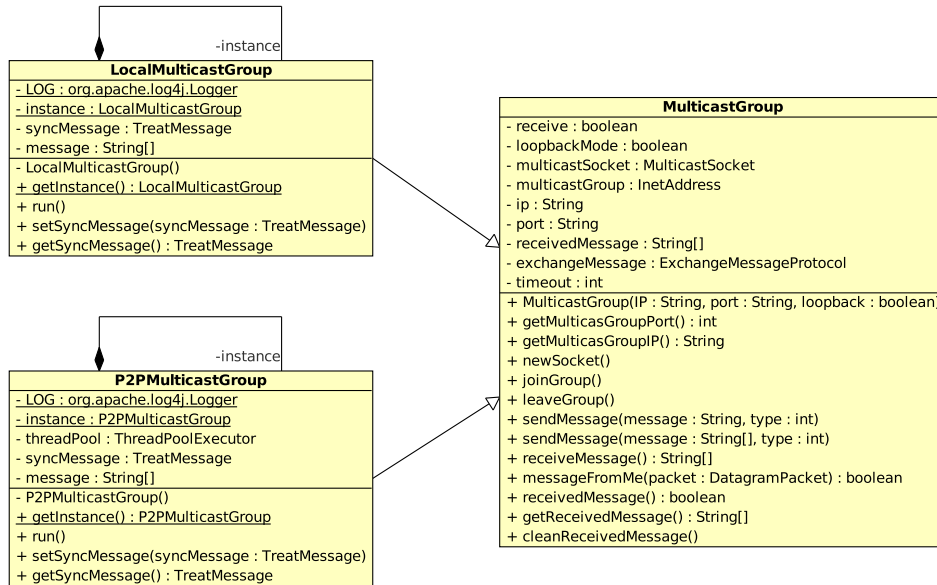 -instance
LocalMulticastGroup
- LOG : org.apache.log4j.Logger
- instance : LocalMulticastGroup
- syncMessage : TreatMessage
- message : String[]
- LocalMulticastGroup()
+ getInstance() : LocalMulticastGroup
+ run()
+ setSyncMessage(syncMessage : TreatMessage)
+ getSyncMessage() : TreatMessage
-instance
P2PMulticastGroup
- LOG : org.apache.log4j.Logger
- instance : P2PMulticastGroup
- threadPool : ThreadPoolExecutor
- syncMessage : TreatMessage
- message : String[]
- P2PMulticastGroup()
+ getInstance() : P2PMulticastGroup
+ run()
+ setSyncMessage(syncMessage : TreatMessage)
+ getSyncMessage() : TreatMessage
MulticastGroup
- receive : boolean
- loopbackMode : boolean
- multicastSocket : MulticastSocket
- multicastGroup : InetAddress
- ip : String
- port : String
- receivedMessage : String[]
- exchangeMessage : ExchangeMessageProtocol
- timeout : int
+ MulticastGroup(IP : String, port : String, loopback : boolean)
+ getMulticasGroupPort() : int
+ getMulticasGroupIP() : String
+ newSocket()
+ joinGroup()
+ leaveGroup()
+ sendMessage(message : String, type : int)
+ sendMessage(message : String[], type : int)
+ receiveMessage() : String[]
+ messageFromMe(packet : DatagramPacket) : boolean
+ receivedMessage() : boolean
+ getReceivedMessage() : String[]
+ cleanReceivedMessage()